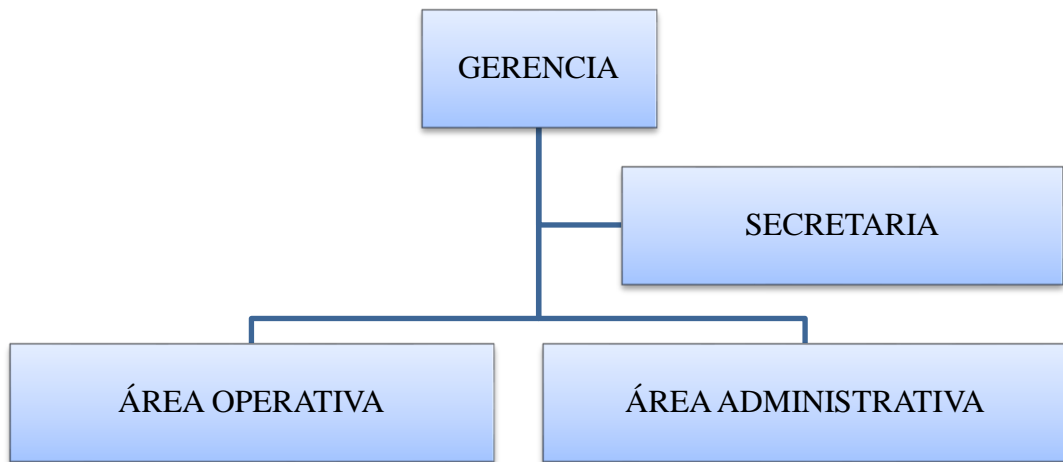 GERENCIA
SECRETARIA
ÁREA OPERATIVA
ÁREA ADMINISTRATIVA